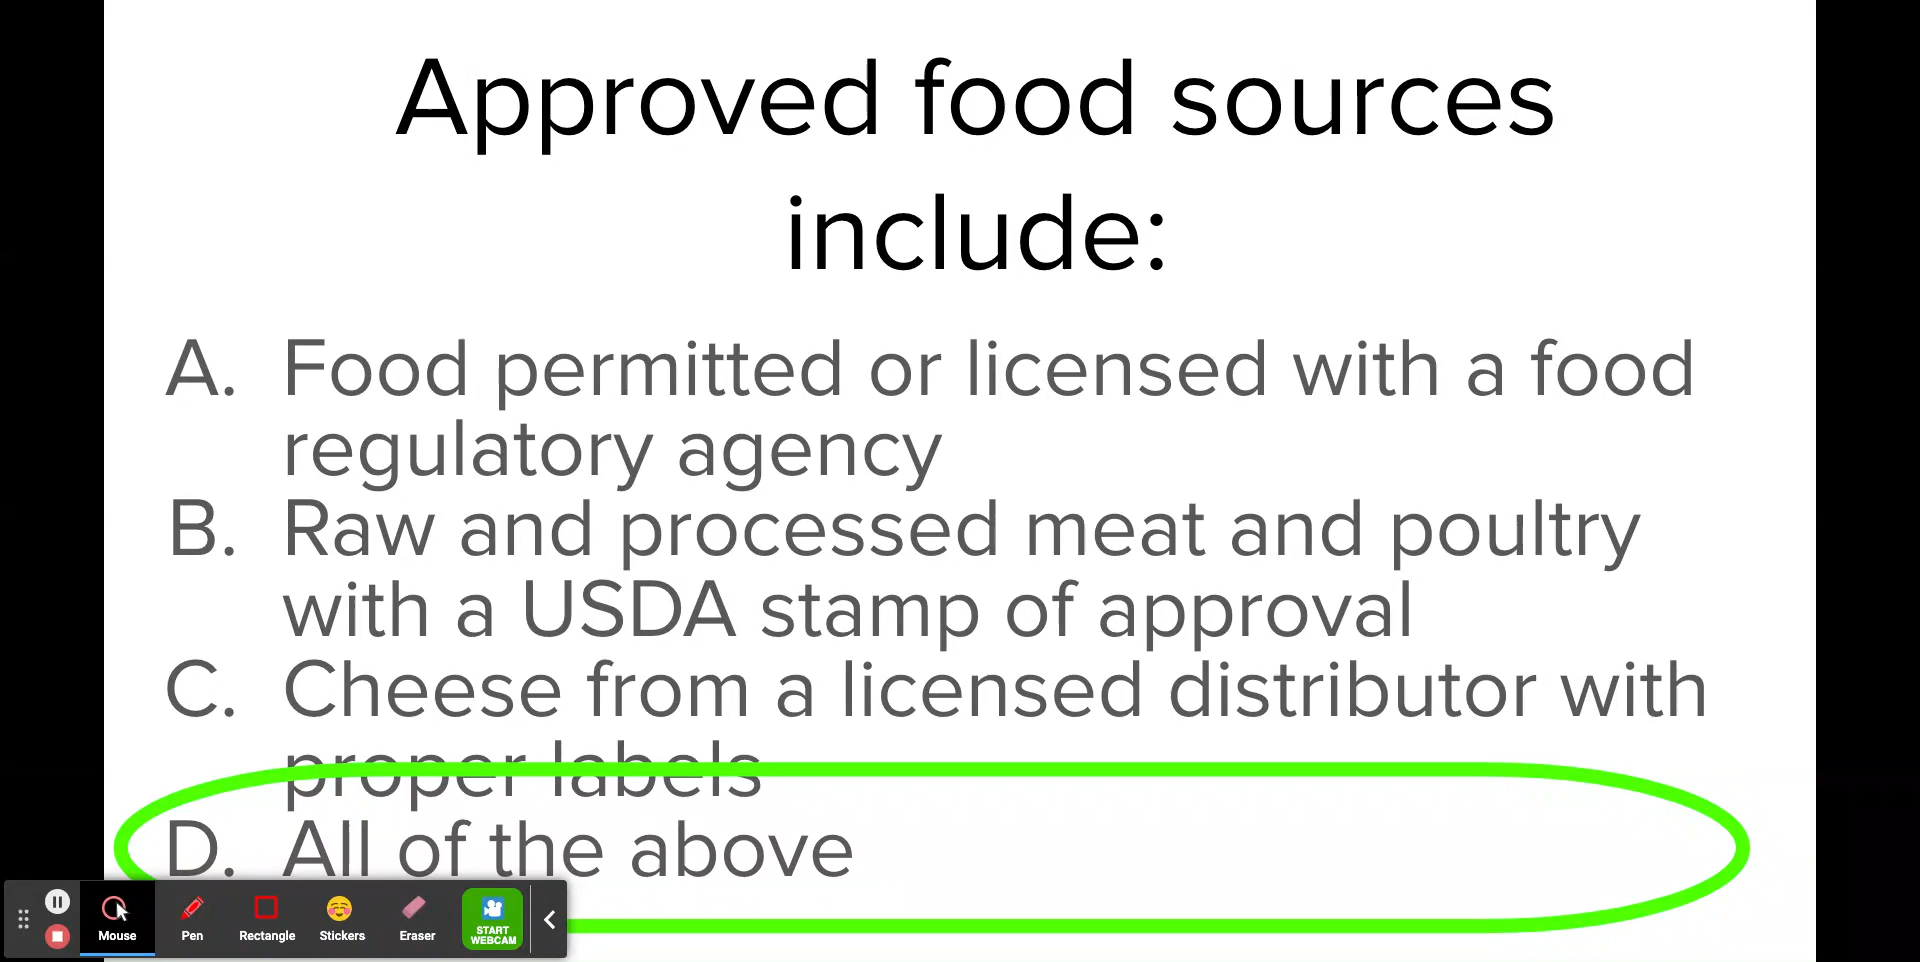 Approved food sources
include:
A. Food permitted or licensed with a food
regulatory agency
B. Raw and processed meat and poultry
with a USDA stamp of approval
C. Cheese from a licensed distributor with
proper labels
D. All of the above
Mouse Pen Rectangle Stickers Eraser START
WEBCAM